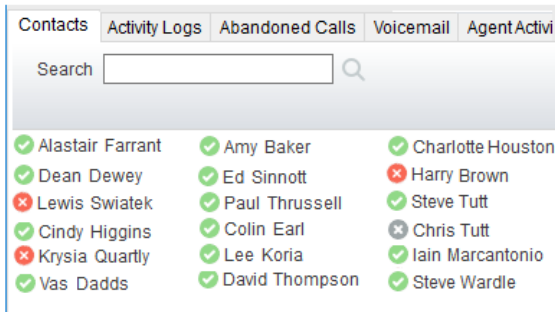 Contacts Activity Logs Abandoned Calls Voicemail Agent Activi
Search
Alastair Farrant Amy Baker Charlotte Houston
Dean Dewey Ed Sinnott Harry Brown
Lewis Swiatek Paul Thrussell Steve Tutt
Cindy Higgins Colin Earl Chris Tutt
Krysia Quartly Lee Koria Iain Marcantonio
Vas Dadds David Thompson Steve Wardle